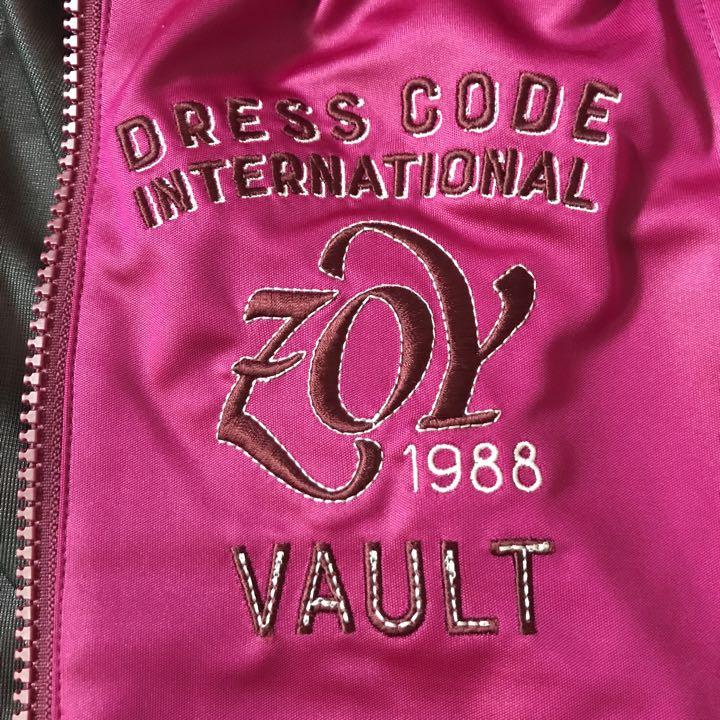 DRESS CODE
INTERNATIONAL
ZOY
1988
VAULT